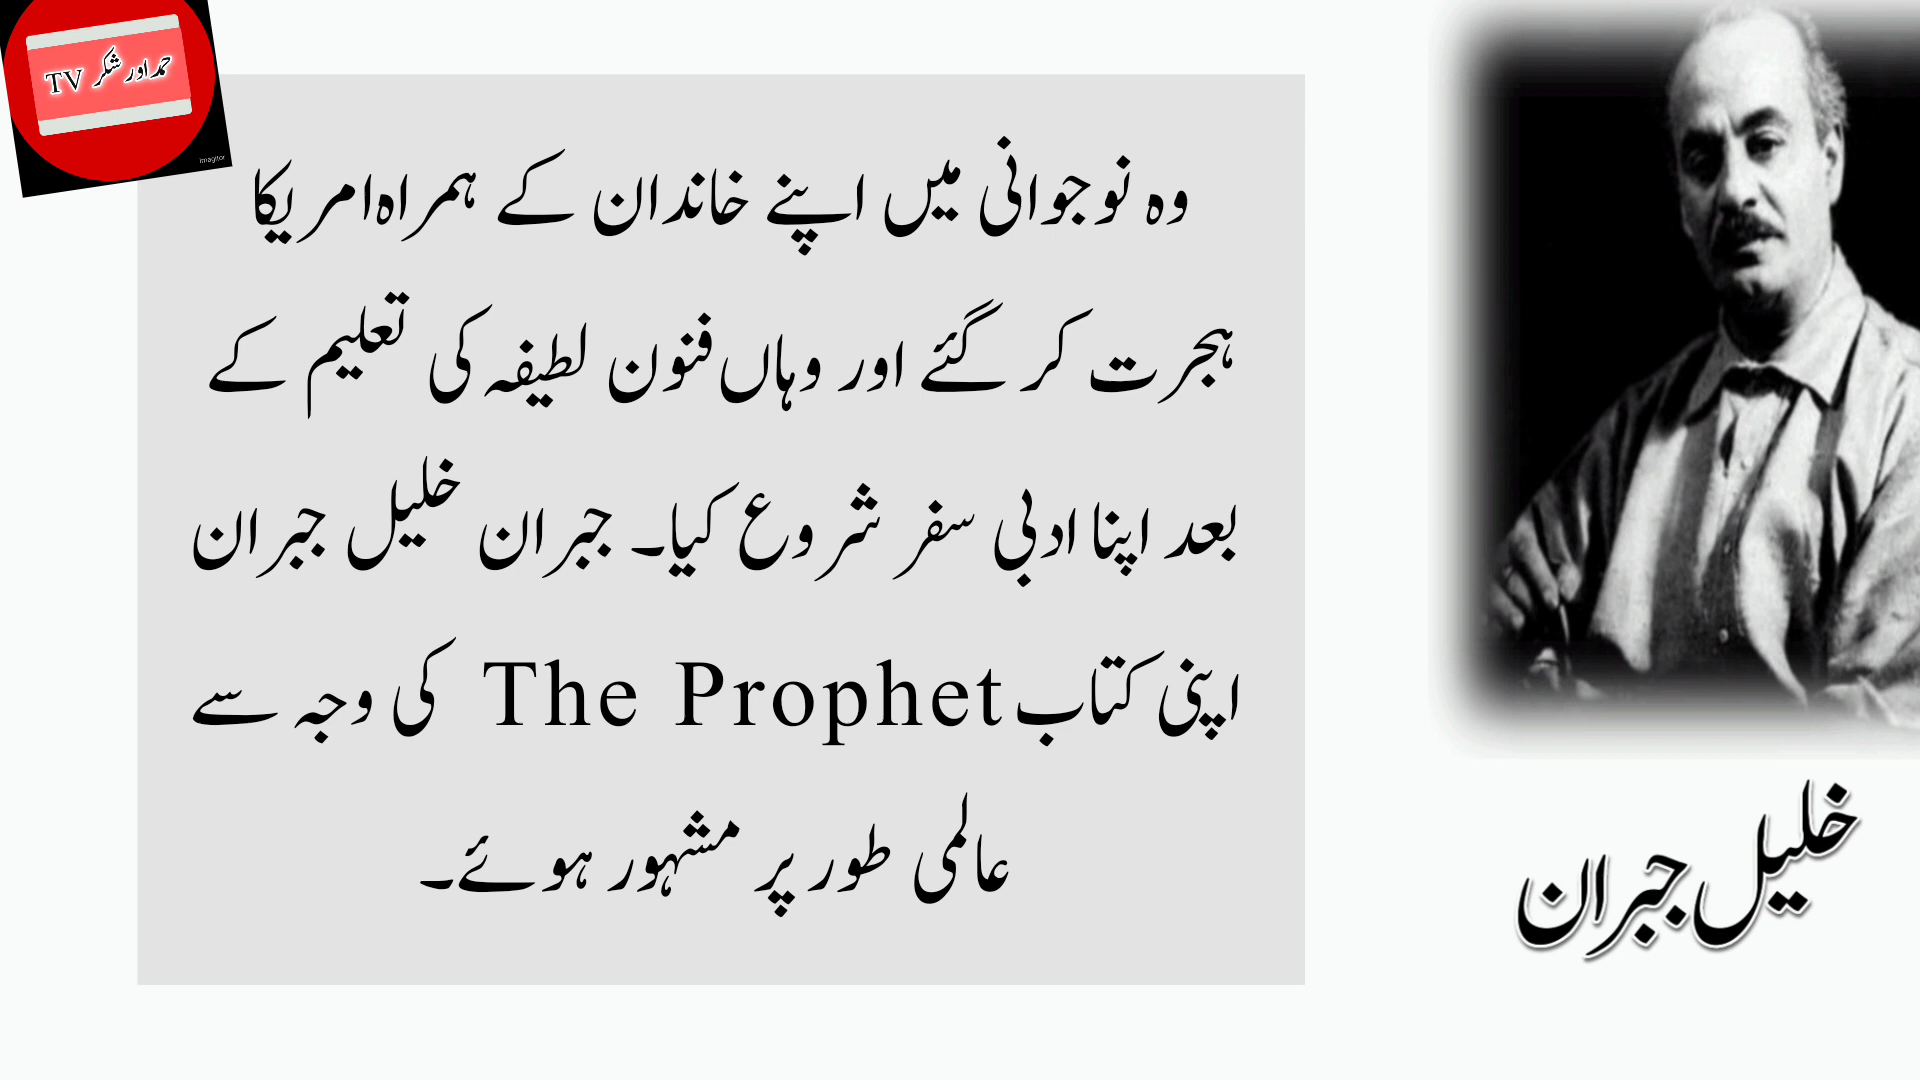 حمد اور شکر TV
imagitor
وہ نوجوانی میں اپنے خاندان کے ہمراہ امریکا
ہجرت کر گئے اور وہاں فنون لطیفہ کی تعلیم کے
بعد اپنا ادبی سفر شروع کیا۔ جبران خلیل جبران
اپنی کتاب The Prophet کی وجہ سے
عالمی طور پر مشہور ہوئے۔
خلیل جبران